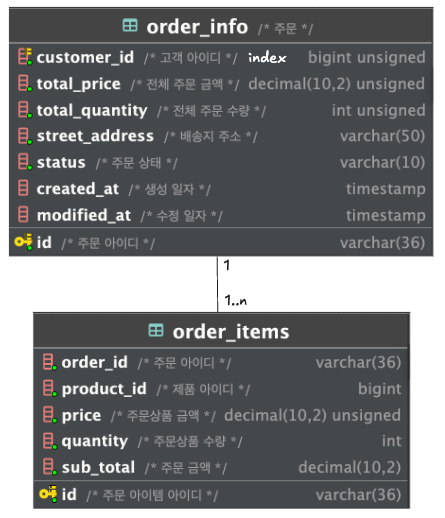 order_info /* 주문 */
customer_id /* 고객 아이디 */ index bigint unsigned
total_price /* 전체 주문 금액 */ decimal(10,2) unsigned
total_quantity /* 전체 주문 수량 */ int unsigned
street_address /* 배송지 주소 */ varchar(50)
status /* 주문 상태 */ varchar(10)
created_at /* 생성 일자 */ timestamp
modified_at /* 수정 일자 */ timestamp
id /* 주문 아이디 */ varchar(36)
1
1..n
order_items
order_id /* 주문 아이디 */ varchar(36)
product_id /* 제품 아이디 */ bigint
price /* 주문상품 금액 */ decimal(10,2) unsigned
quantity /* 주문상품 수량 */ int
sub_total /* 주문 금액 */ decimal(10,2)
id /* 주문 아이템 아이디 */ varchar(36)